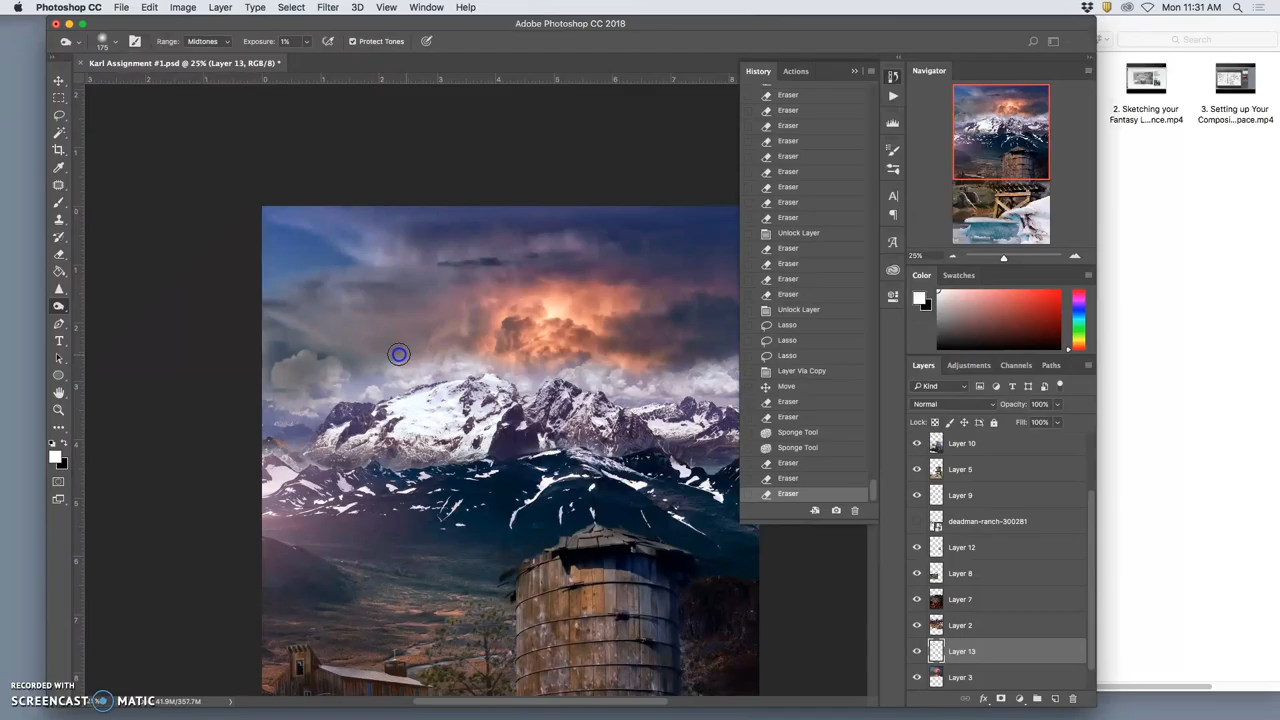 Photoshop CC File Edit Image Layer Type Select Filter 3D View Window Help Mon 11:31 AM
Adobe Photoshop CC 2018
175 Range: Midtones Exposure: 1% Protect Tones
Search
Karl Assignment #1.psd @ 25% (Layer 13, RGB/8) *
History Actions
Navigator
Eraser
Eraser
Eraser
Eraser
Eraser
Eraser
Eraser
Eraser
Eraser
Unlock Layer
Eraser
Eraser
Eraser
Eraser
Unlock Layer
Lasso
Lasso
Lasso
Layer Via Copy
Move
Eraser
Eraser
Sponge Tool
Sponge Tool
Eraser
Eraser
Eraser
2. Sketching your
Fantasy L...nce.mp4
3. Setting up Your
Composi...pace.mp4
25%
Color Swatches
Layers Adjustments Channels Paths
Kind
Normal Opacity: 100%
Lock: Fill: 100%
Layer 10
Layer 5
Layer 9
deadman-ranch-300281
Layer 12
Layer 8
Layer 7
Layer 2
Layer 13
Layer 3
41.9M/357.7M
RECORDED WITH
SCREENCAST MATIC